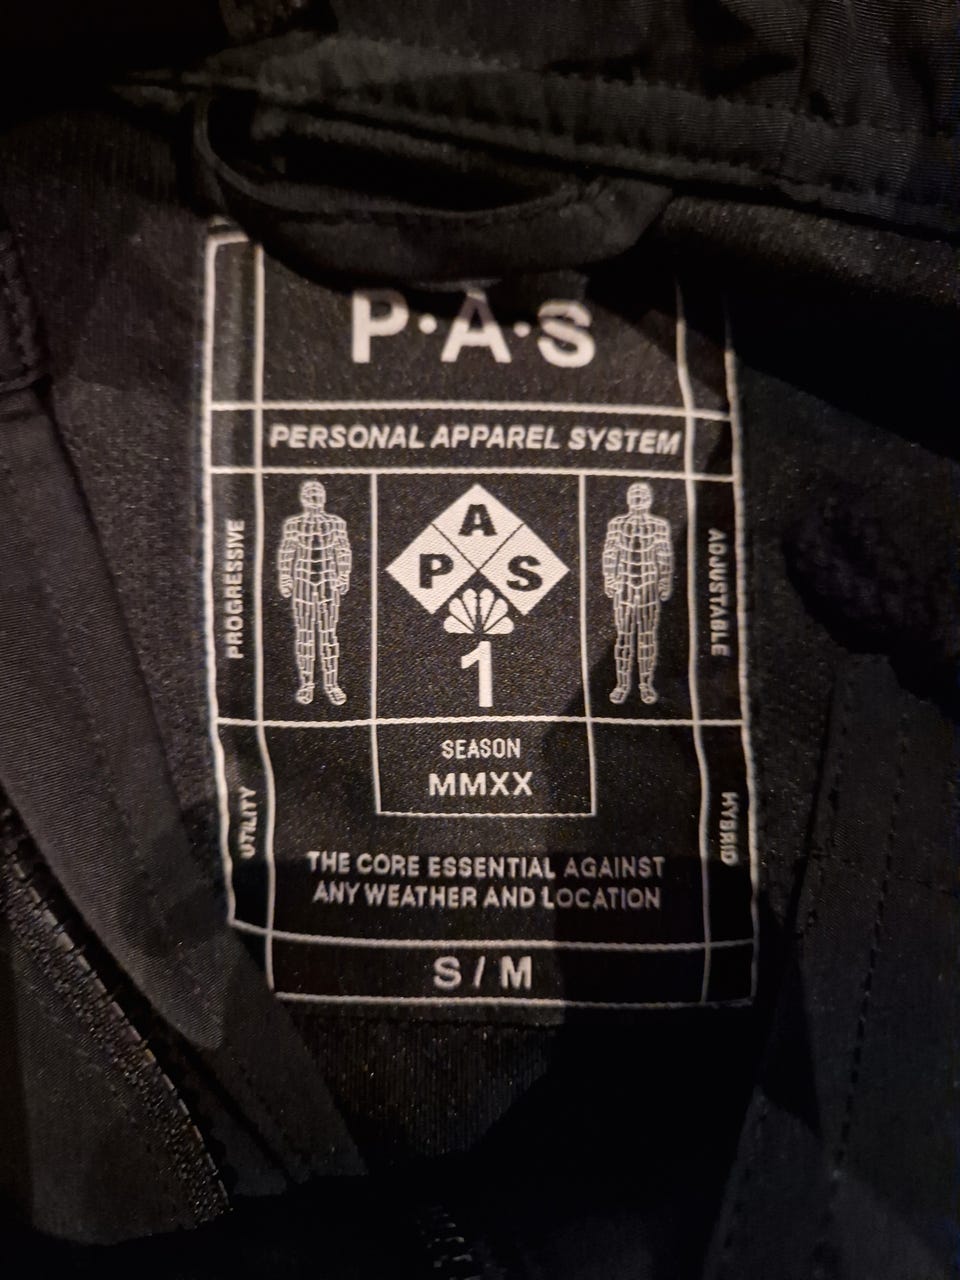 P·A·S
PERSONAL APPAREL SYSTEM
PROGRESSIVE
A
P S
1
ADJUSTABLE
SEASON
MMXX
UTILITY
HYBRID
THE CORE ESSENTIAL AGAINST
ANY WEATHER AND LOCATION
S / M